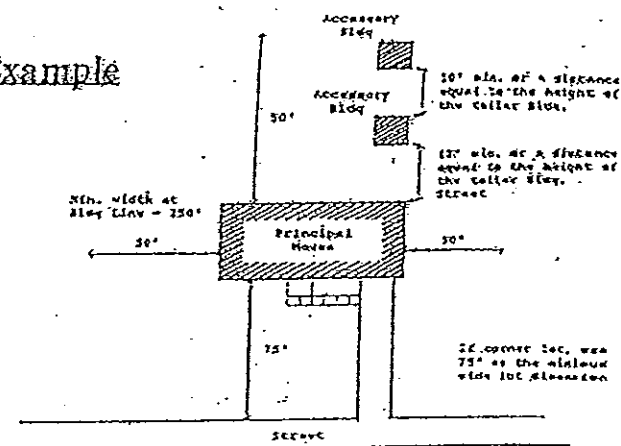 Example
Accessory
Bldg
Accessory
Bldg
50'
10' min. or a distance
equal to the height of
the taller Bldg.
min. or a distance
equal to the height of
the taller Bldg.
Street
Min. width at
Bldg Line - 250'
Principal
House
50'
50'
75'
If corner lot, use
75' as the minimum
side lot dimension
Street